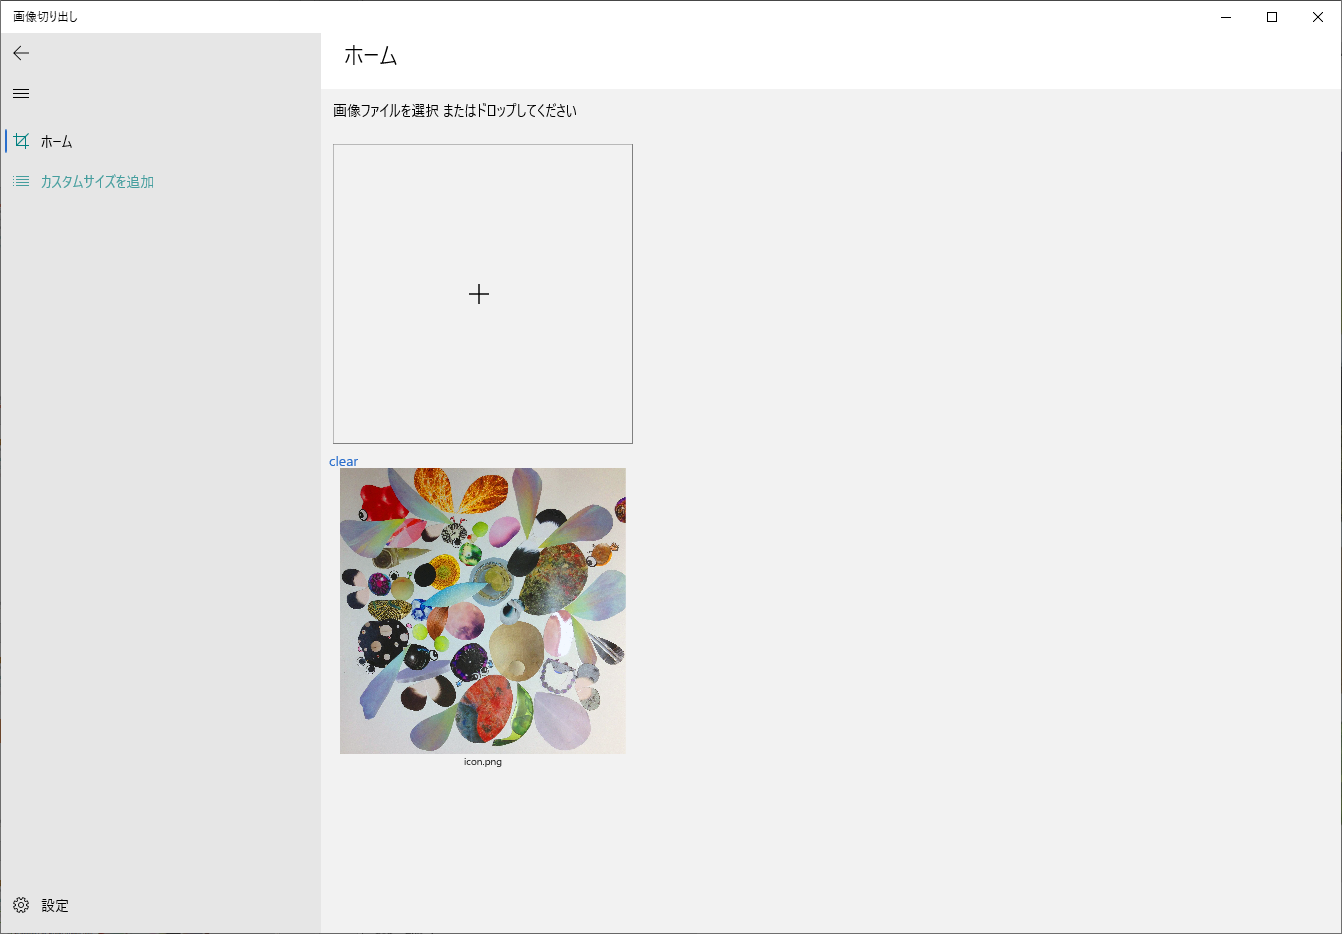 画像切り出し
ホーム
ホーム
カスタムサイズを追加
画像ファイルを選択 またはドロップしてください
clear
icon.png
設定